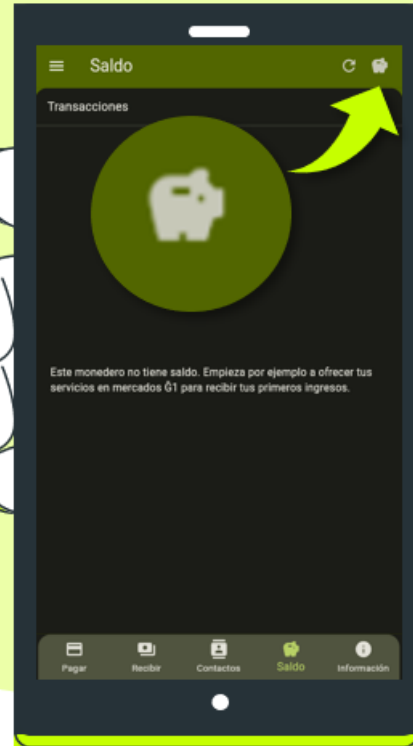 Saldo
Transacciones
Este monedero no tiene saldo. Empieza por ejemplo a ofrecer tus
servicios en mercados Ğ1 para recibir tus primeros ingresos.
Pagar Recibir Contactos Saldo Información